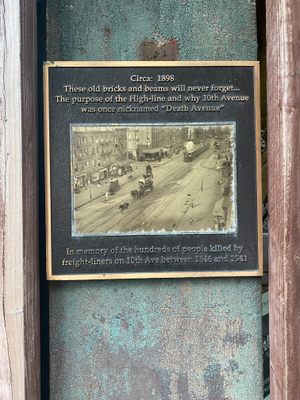 Circa: 1898
These old bricks and beams will never forget...
The purpose of the High-line and why 10th Avenue
was once nicknamed "Death Avenue"
In memory of the hundreds of people killed by
freight-liners on 10th Ave between 1846 and 1941